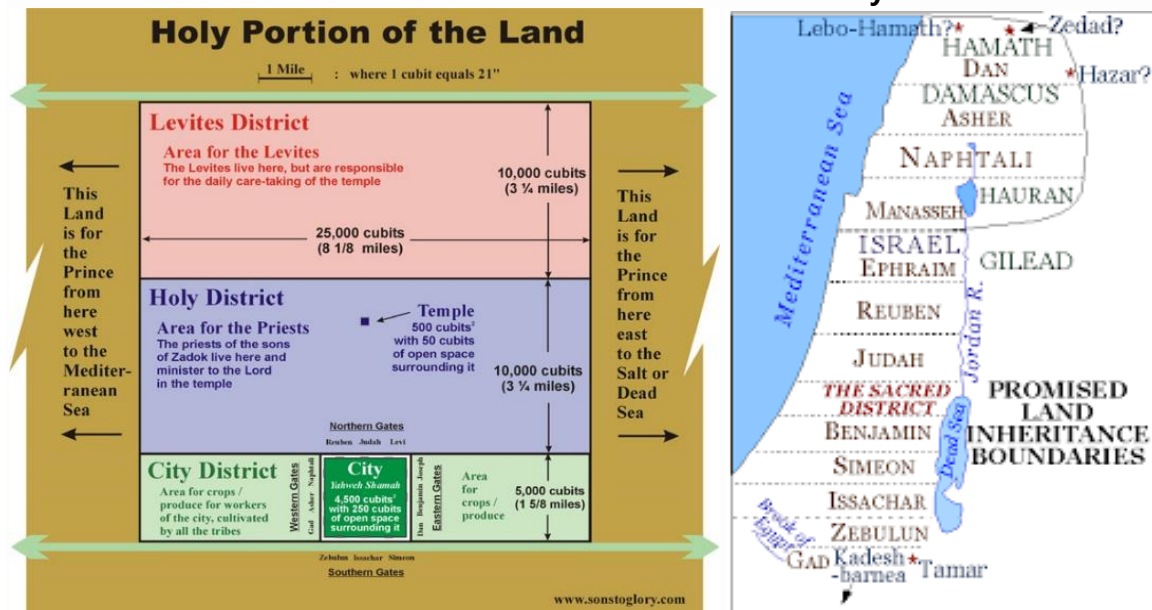 Holy Portion of the Land
1 Mile : where 1 cubit equals 21"
Levites District
Area for the Levites
The Levites live here, but are responsible
for the daily care-taking of the temple
10,000 cubits
(3 ¼ miles)
25,000 cubits
(8 1/8 miles)
This
Land
is for
the
Prince
from
here
west
to the
Mediter-
ranean
Sea
Holy District
Area for the Priests
The priests of the sons
of Zadok live here and
minister to the Lord
in the temple
Temple
500 cubits²
with 50 cubits
of open space
surrounding it
10,000 cubits
(3 ¼ miles)
This
Land
is for
the
Prince
from
here
east
to the
Salt or
Dead
Sea
Northern Gates
Reuben Judah Levi
City District
Area for crops /
produce for workers
of the city, cultivated
by all the tribes
Western Gates
Gad Asher Naphtali
City
Yahweh Shamah
4,500 cubits²
with 250 cubits
of open space
surrounding it
Dan Benjamin Joseph
Eastern Gates
Area
for
crops /
produce
5,000 cubits
(1 5/8 miles)
Zebulun Issachar Simeon
Southern Gates
www.sonstoglory.com
Lebo-Hamath?
Zedad?
HAMATH
DAN
Hazar?
DAMASCUS
ASHER
NAPHTALI
HAURAN
MANASSEH
ISRAEL
EPHRAIM
GILEAD
REUBEN
JUDAH
THE SACRED
DISTRICT
BENJAMIN
SIMEON
ISSACHAR
ZEBULUN
GAD
Kadesh
-barnea
Tamar
Mediterranean Sea
Jordan R.
Dead Sea
Brook of
Egypt
PROMISED
LAND
INHERITANCE
BOUNDARIES